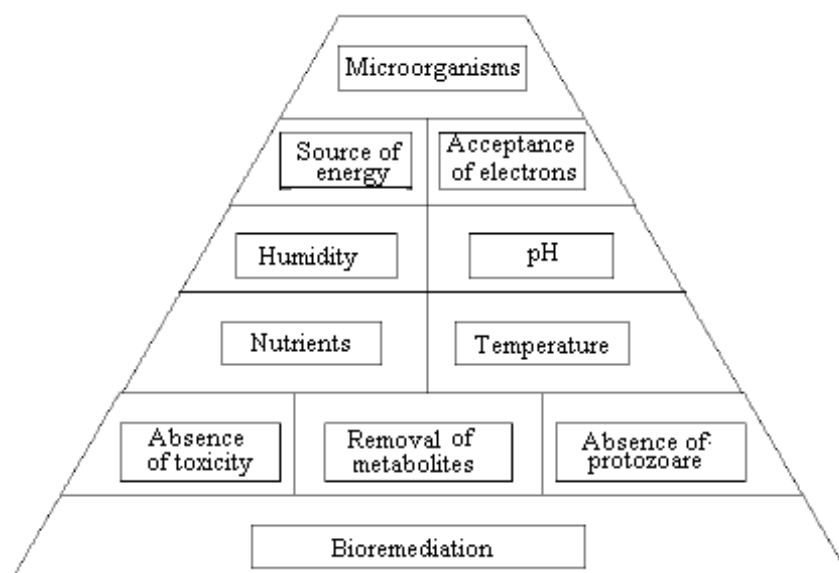 Microorganisms
Source of
energy
Acceptance
of electrons
Humidity
pH
Nutrients
Temperature
Absence
of toxicity
Removal of
metabolites
Absence of
protozoare
Bioremediation